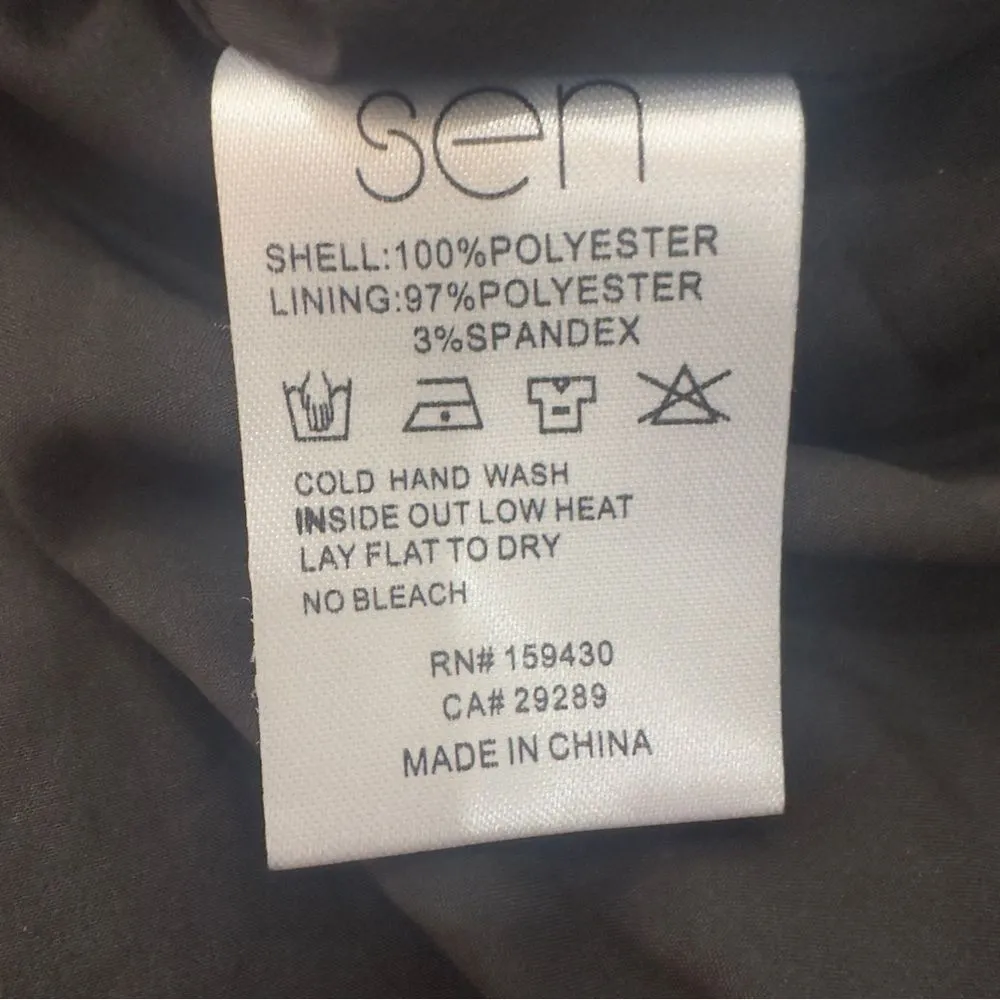 sen
SHELL:100%POLYESTER
LINING:97%POLYESTER
3%SPANDEX
COLD HAND WASH
INSIDE OUT LOW HEAT
LAY FLAT TO DRY
NO BLEACH
RN# 159430
CA# 29289
MADE IN CHINA